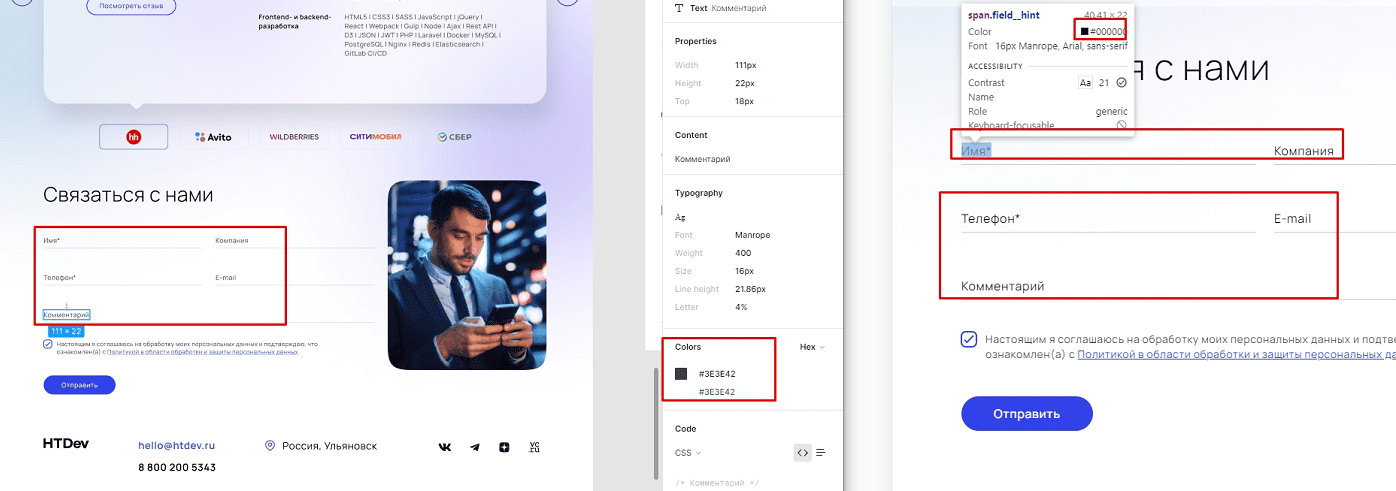 Посмотреть отзыв
Frontend- и backend-
разработка
HTML5 | CSS3 | SASS | JavaScript | jQuery |
React | Webpack | Gulp | Node | Ajax | Rest API |
D3 | JSON | JWT | PHP | Laravel | Docker | MySQL |
PostgreSQL | Nginx | Redis | Elasticsearch |
GitLab CI/CD
hh
Avito
WILDBERRIES
СИТИМОБИЛ
СБЕР
Связаться с нами
Имя*
Компания
Телефон*
E-mail
Комментарий
111 × 22
Настоящим я соглашаюсь на обработку моих персональных данных и подтверждаю, что
ознакомлен(а) с Политикой в области обработки и защиты персональных данных
Отправить
HTDev
hello@htdev.ru
8 800 200 5343
Россия, Ульяновск
vc.
ru
Text Комментарий
Properties
Width 111px
Height 22px
Top 18px
Content
Комментарий
Typography
Ag
Font Manrope
Weight 400
Size 16px
Line height 21.86px
Letter 4%
Colors Hex
#3E3E42
#3E3E42
Code
CSS
/* Комментарий */
span.field__hint 40.41 × 22
Color #000000
Font 16px Manrope, Arial, sans-serif
ACCESSIBILITY
Contrast Aa 21
Name
Role generic
Keyboard-focusable
я с нами
Имя*
Компания
Телефон*
E-mail
Комментарий
Настоящим я соглашаюсь на обработку моих персональных данных и подтве
ознакомлен(а) с Политикой в области обработки и защиты персональных да
Отправить